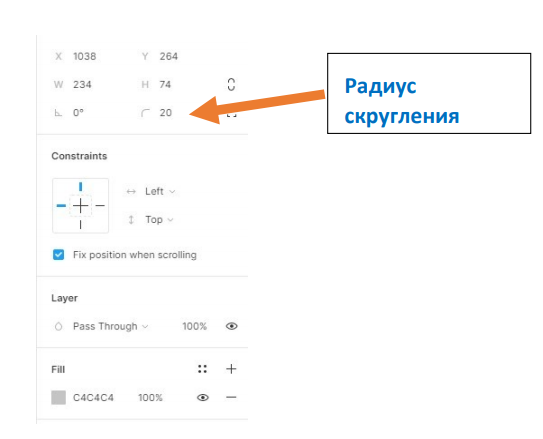 X 1038 Y 264
W 234 H 74
0° 20
Радиус
скругления
Constraints
Left
Top
Fix position when scrolling
Layer
Pass Through 100%
Fill
C4C4C4 100%